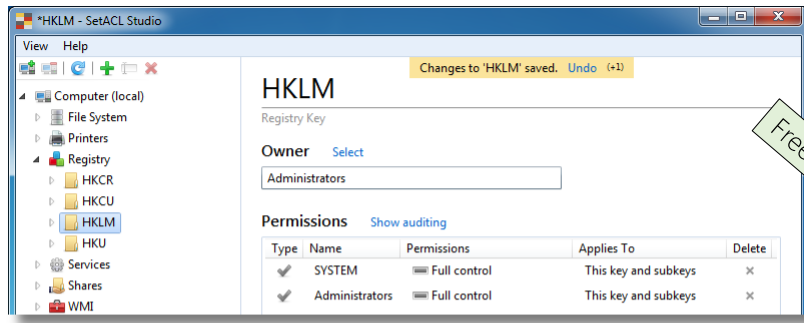 *HKLM - SetACL Studio
View Help
Changes to 'HKLM' saved. Undo (+1)
Computer (local)
File System
Printers
Registry
HKCR
HKCU
HKLM
HKU
Services
Shares
WMI
HKLM
Registry Key
Free
Owner Select
Administrators
Permissions Show auditing
Type Name Permissions Applies To Delete
SYSTEM Full control This key and subkeys
Administrators Full control This key and subkeys